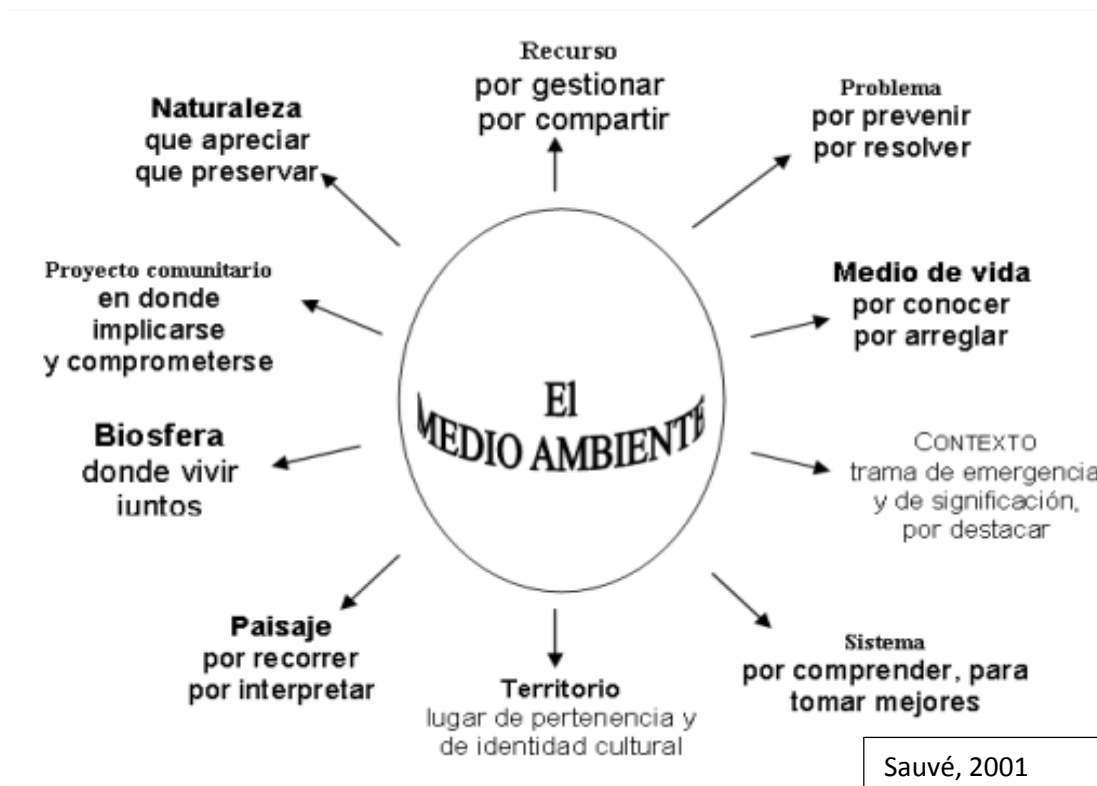 Recurso
por gestionar
por compartir
Problema
por prevenir
por resolver
Naturaleza
que apreciar
que preservar
Proyecto comunitario
en donde
implicarse
y comprometerse
Medio de vida
por conocer
por arreglar
El
MEDIO AMBIENTE
Biosfera
donde vivir
iuntos
CONTEXTO
trama de emergencia
y de significación,
por destacar
Paisaje
por recorrer
por interpretar
Territorio
lugar de pertenencia y
de identidad cultural
Sistema
por comprender, para
tomar mejores
Sauvé, 2001